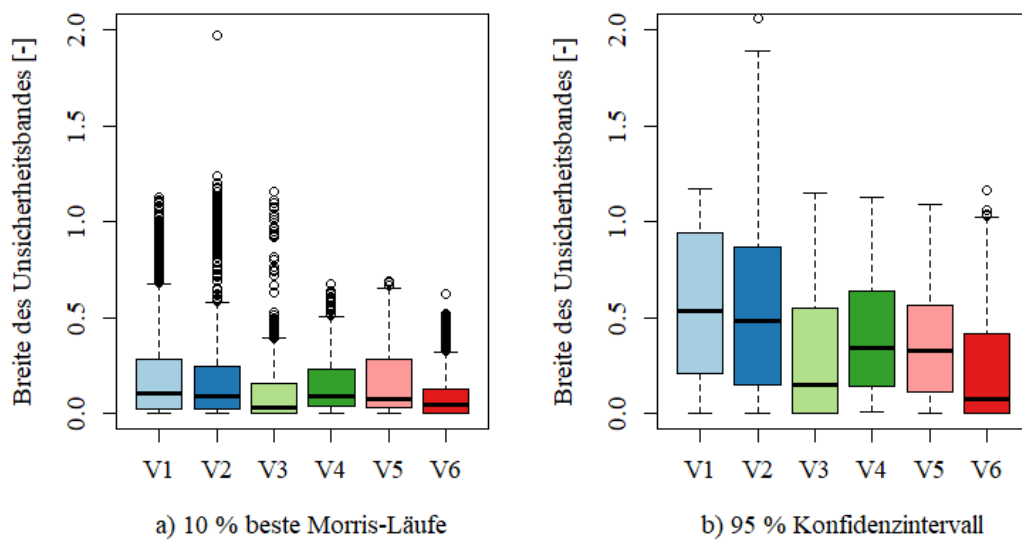 Breite des Unsicherheitsbandes [-]
2.0
1.5
1.0
0.5
0.0
V1 V2 V3 V4 V5 V6
a) 10 % beste Morris-Läufe
Breite des Unsicherheitsbandes [-]
2.0
1.5
1.0
0.5
0.0
V1 V2 V3 V4 V5 V6
b) 95 % Konfidenzintervall